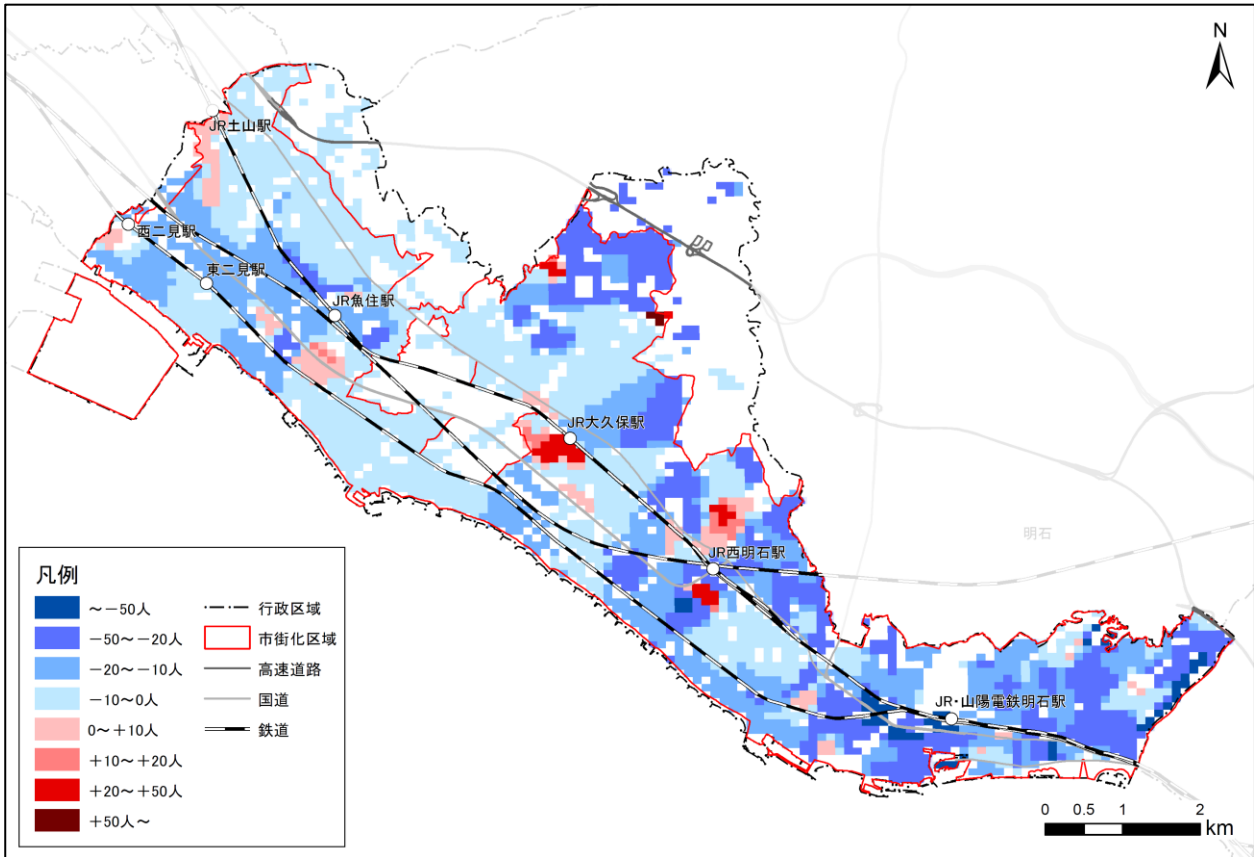 N
JR土山駅
西二見駅
東二見駅
JR魚住駅
JR大久保駅
明石
JR西明石駅
JR・山陽電鉄明石駅
凡例
～－50人
－50～－20人
－20～－10人
－10～0人
0～＋10人
＋10～＋20人
＋20～＋50人
＋50人～
行政区域
市街化区域
高速道路
国道
鉄道
0 0.5 1 2
km